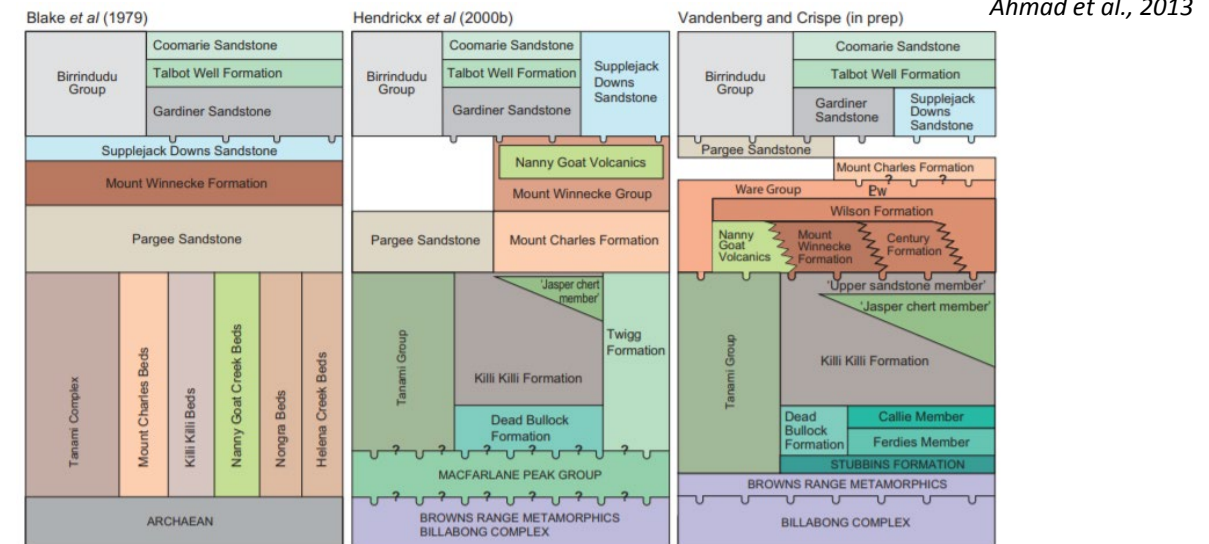 Ahmad et al., 2013
Blake et al (1979)
Birrindudu
Group
Coomarie Sandstone
Talbot Well Formation
Gardiner Sandstone
Supplejack Downs Sandstone
Mount Winnecke Formation
Pargee Sandstone
Tanami Complex
Mount Charles Beds
Killi Killi Beds
Nanny Goat Creek Beds
Nongra Beds
Helena Creek Beds
ARCHAEAN
Hendrickx et al (2000b)
Birrindudu
Group
Coomarie Sandstone
Talbot Well Formation
Gardiner Sandstone
Supplejack
Downs
Sandstone
Nanny Goat Volcanics
Mount Winnecke Group
Pargee Sandstone
Mount Charles Formation
Tanami Group
'Jasper chert
member'
Killi Killi Formation
Twigg
Formation
Dead Bullock
Formation
? ? ? ? ?
MACFARLANE PEAK GROUP
? ? ? ? ?
BROWNS RANGE METAMORPHICS
BILLABONG COMPLEX
Vandenberg and Crispe (in prep)
Birrindudu
Group
Coomarie Sandstone
Talbot Well Formation
Gardiner
Sandstone
Supplejack
Downs
Sandstone
Pargee Sandstone
Mount Charles Formation
? ?
Ware Group
Wilson Formation
Nanny
Goat
Volcanics
Mount
Winnecke
Formation
Century
Formation
Tanami Group
'Upper sandstone member'
'Jasper chert member'
Killi Killi Formation
Dead
Bullock
Formation
Callie Member
Ferdies Member
STUBBINS FORMATION
BROWNS RANGE METAMORPHICS
BILLABONG COMPLEX